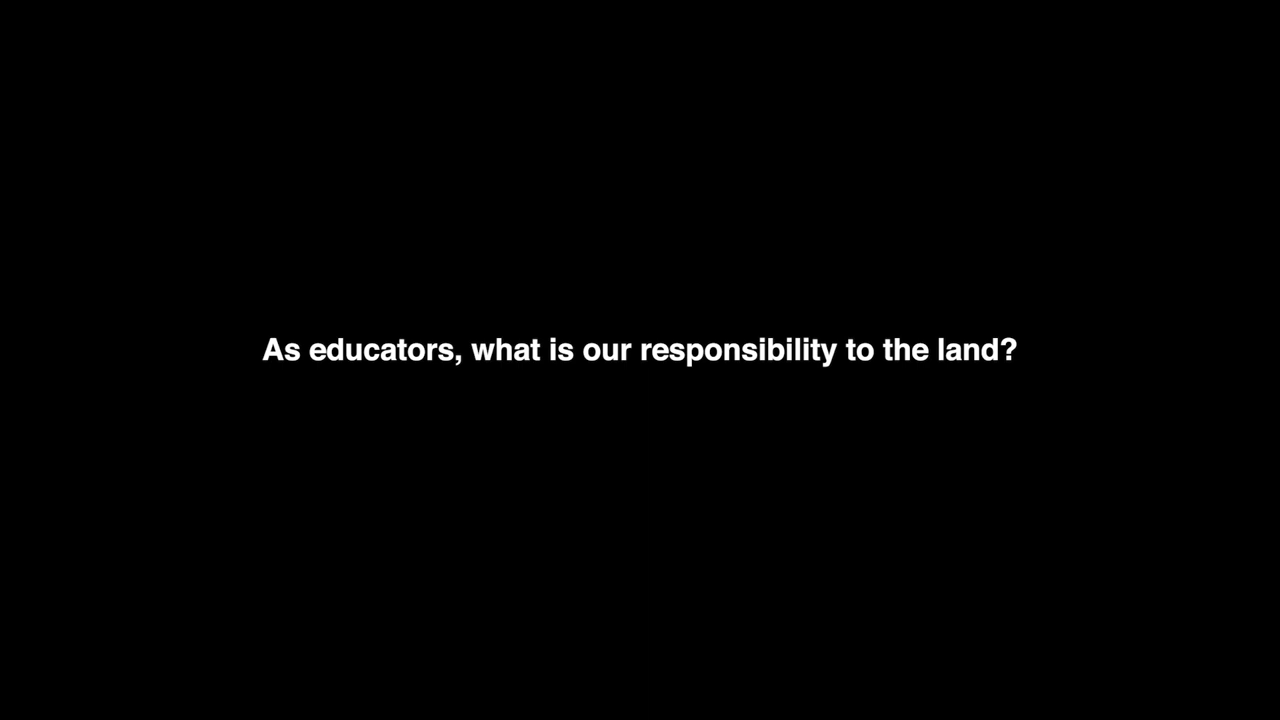 As educators, what is our responsibility to the land?